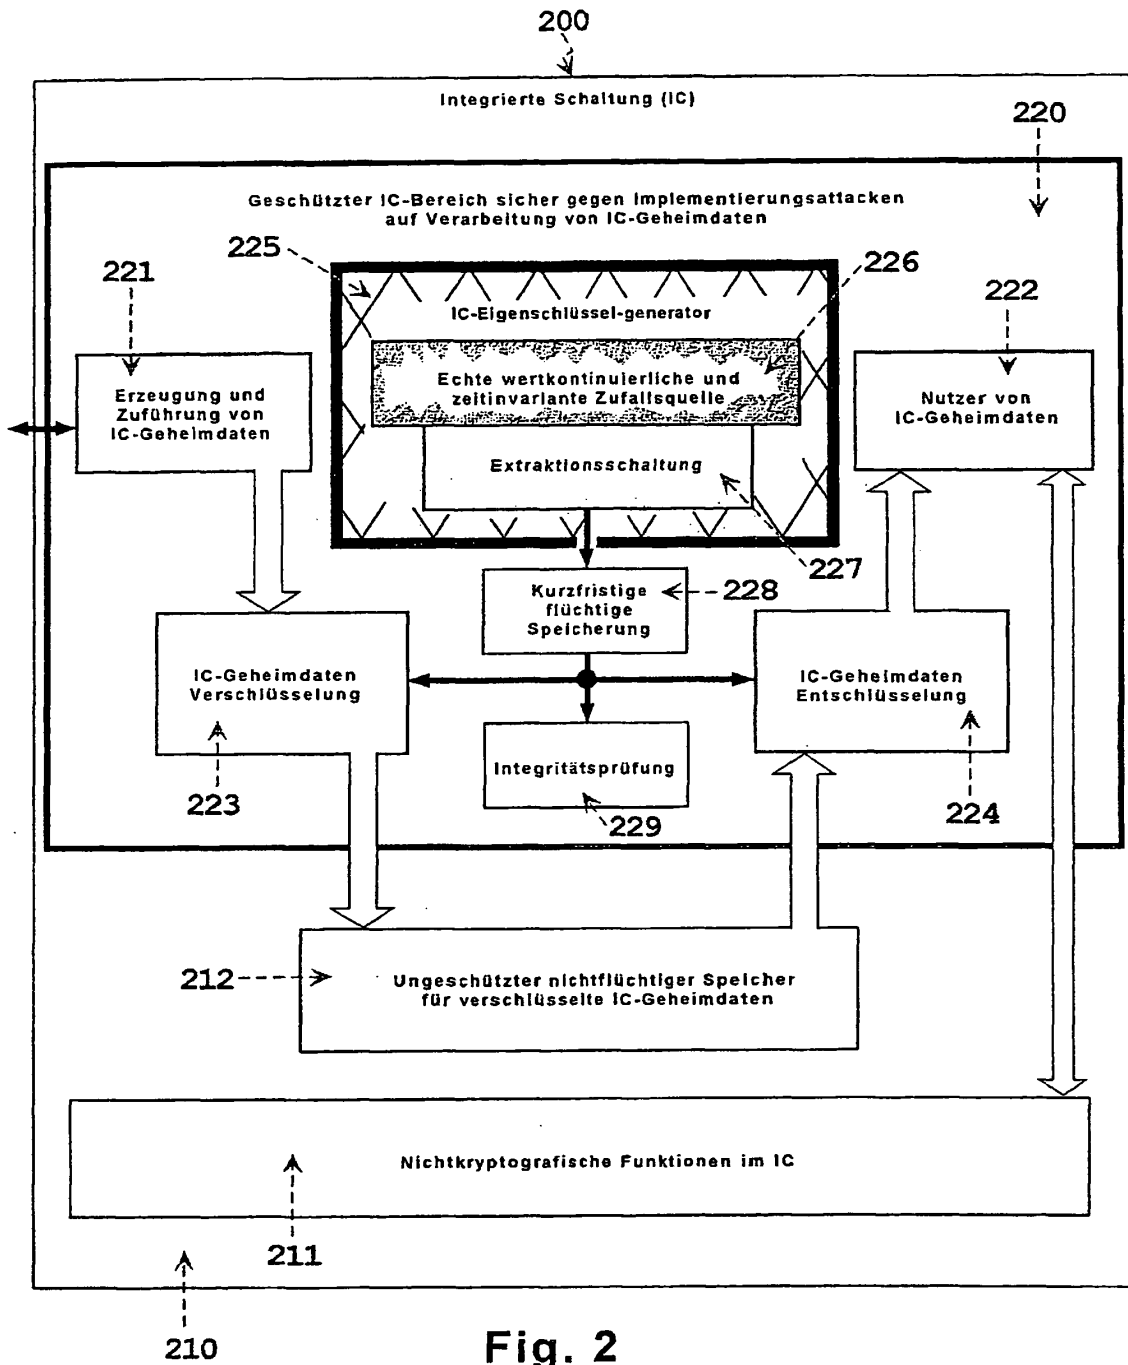 200
Integrierte Schaltung (IC)
220
Geschützter IC-Bereich sicher gegen Implementierungsattacken
auf Verarbeitung von IC-Geheimdaten
225
226
221
222
IC-Eigenschlüssel-generator
Echte wertkontinuierliche und
zeitinvariante Zufallsquelle
Erzeugung und
Zuführung von
IC-Geheimdaten
Nutzer von
IC-Geheimdaten
Extraktionsschaltung
227
228
Kurzfristige
flüchtige
Speicherung
IC-Geheimdaten
Verschlüsselung
IC-Geheimdaten
Entschlüsselung
Integritätsprüfung
223
229
224
212
Ungeschützter nichtflüchtiger Speicher
für verschlüsselte IC-Geheimdaten
Nichtkryptografische Funktionen im IC
211
210
Fig. 2